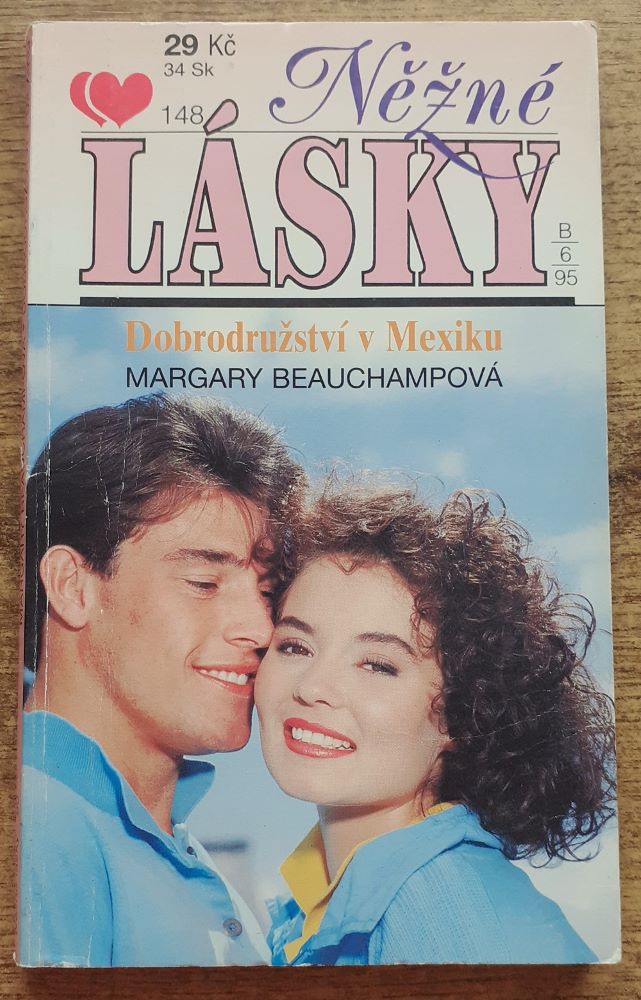 29 Kč
34 Sk
148
Něžné
LÁSKY
B
6
95
Dobrodružství v Mexiku
MARGARY BEAUCHAMPOVÁ